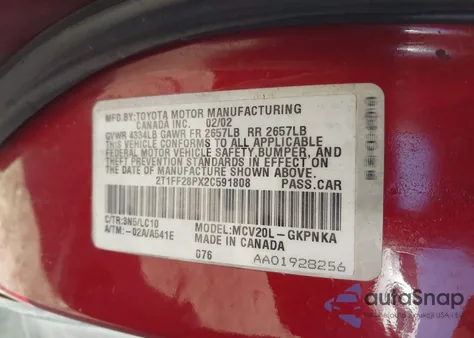 MFD.BY:TOYOTA MOTOR MANUFACTURING
CANADA INC. 02/02
GVWR 4334LB GAWR FR 2657LB RR 2657LB
THIS VEHICLE CONFORMS TO ALL APPLICABLE
FEDERAL MOTOR VEHICLE SAFETY,BUMPER, AND
THEFT PREVENTION STANDARDS IN EFFECT ON
THE DATE OF MANUFACTURE SHOWN ABOVE.
2T1FF28PX2C591808 PASS.CAR
C/TR:3N5/LC10 MODEL:MCV20L-GKPNKA
A/TM:-02A/A541E MADE IN CANADA
076
AA01928256
autoSnap